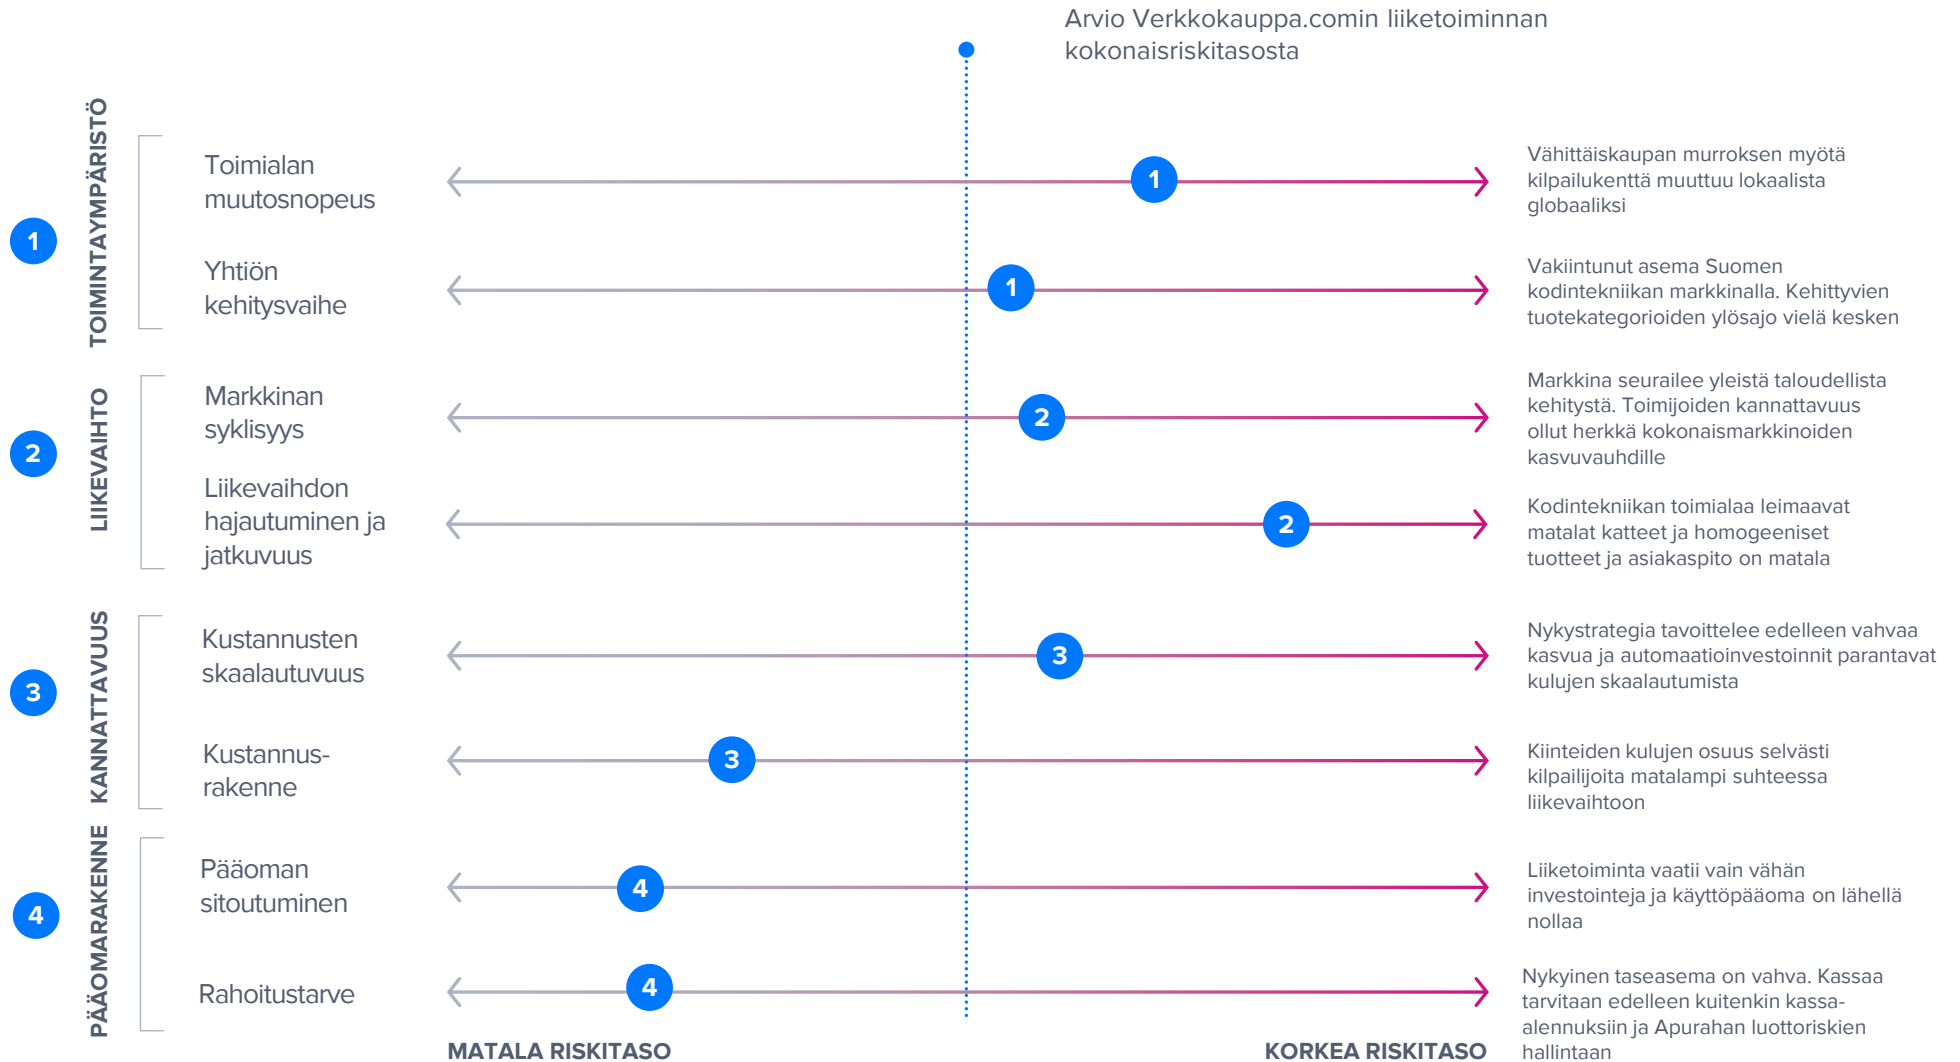 Arvio Verkkokauppa.comin liiketoiminnan
kokonaisriskitasosta
1
TOIMINTAYMPÄRISTÖ
Toimialan
muutosnopeus
1
Vähittäiskaupan murroksen myötä
kilpailukenttä muuttuu lokaalista
globaaliksi
Yhtiön
kehitysvaihe
1
Vakiintunut asema Suomen
kodintekniikan markkinalla. Kehittyvien
tuotekategorioiden ylösajo vielä kesken
2
LIIKEVAIHTO
Markkinan
syklisyys
2
Markkina seurailee yleistä taloudellista
kehitystä. Toimijoiden kannattavuus
ollut herkkä kokonaismarkkinoiden
kasvuvauhdille
Liikevaihdon
hajautuminen ja
jatkuvuus
2
Kodintekniikan toimialaa leimaavat
matalat katteet ja homogeeniset
tuotteet ja asiakaspito on matala
3
KANNATTAVUUS
Kustannusten
skaalautuvuus
3
Nykystrategia tavoittelee edelleen vahvaa
kasvua ja automaatioinvestoinnit parantavat
kulujen skaalautumista
Kustannus-
rakenne
3
Kiinteiden kulujen osuus selvästi
kilpailijoita matalampi suhteessa
liikevaihtoon
4
PÄÄOMARAKENNE
Pääoman
sitoutuminen
4
Liiketoiminta vaatii vain vähän
investointeja ja käyttöpääoma on lähellä
nollaa
Rahoitustarve
4
Nykyinen taseasema on vahva. Kassaa
tarvitaan edelleen kuitenkin kassa-
alennuksiin ja Apurahan luottoriskien
hallintaan
MATALA RISKITASO
KORKEA RISKITASO